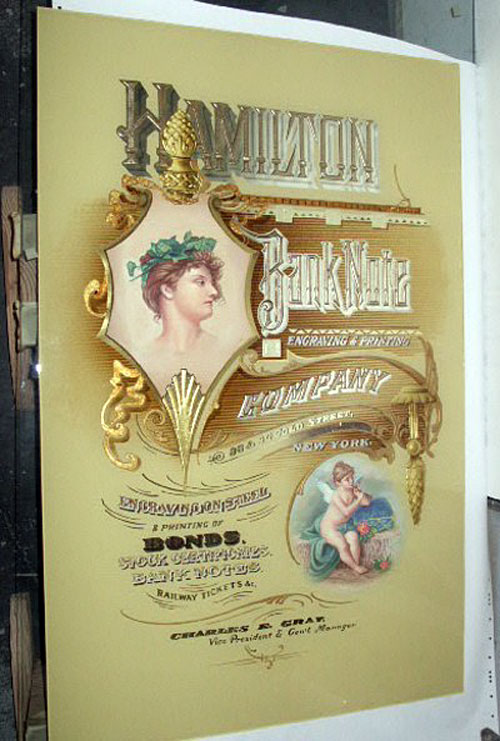 HAMILTON
Bank Note
ENGRAVING & PRINTING
COMPANY
STREET,
NEW YORK.
ENGRAVING ON STEEL
& PRINTING OF
BONDS,
STOCK CERTIFICATES,
BANK NOTES,
RAILWAY TICKETS &c,
CHARLES E. GRAY,
Vice President & Gen'l Manager